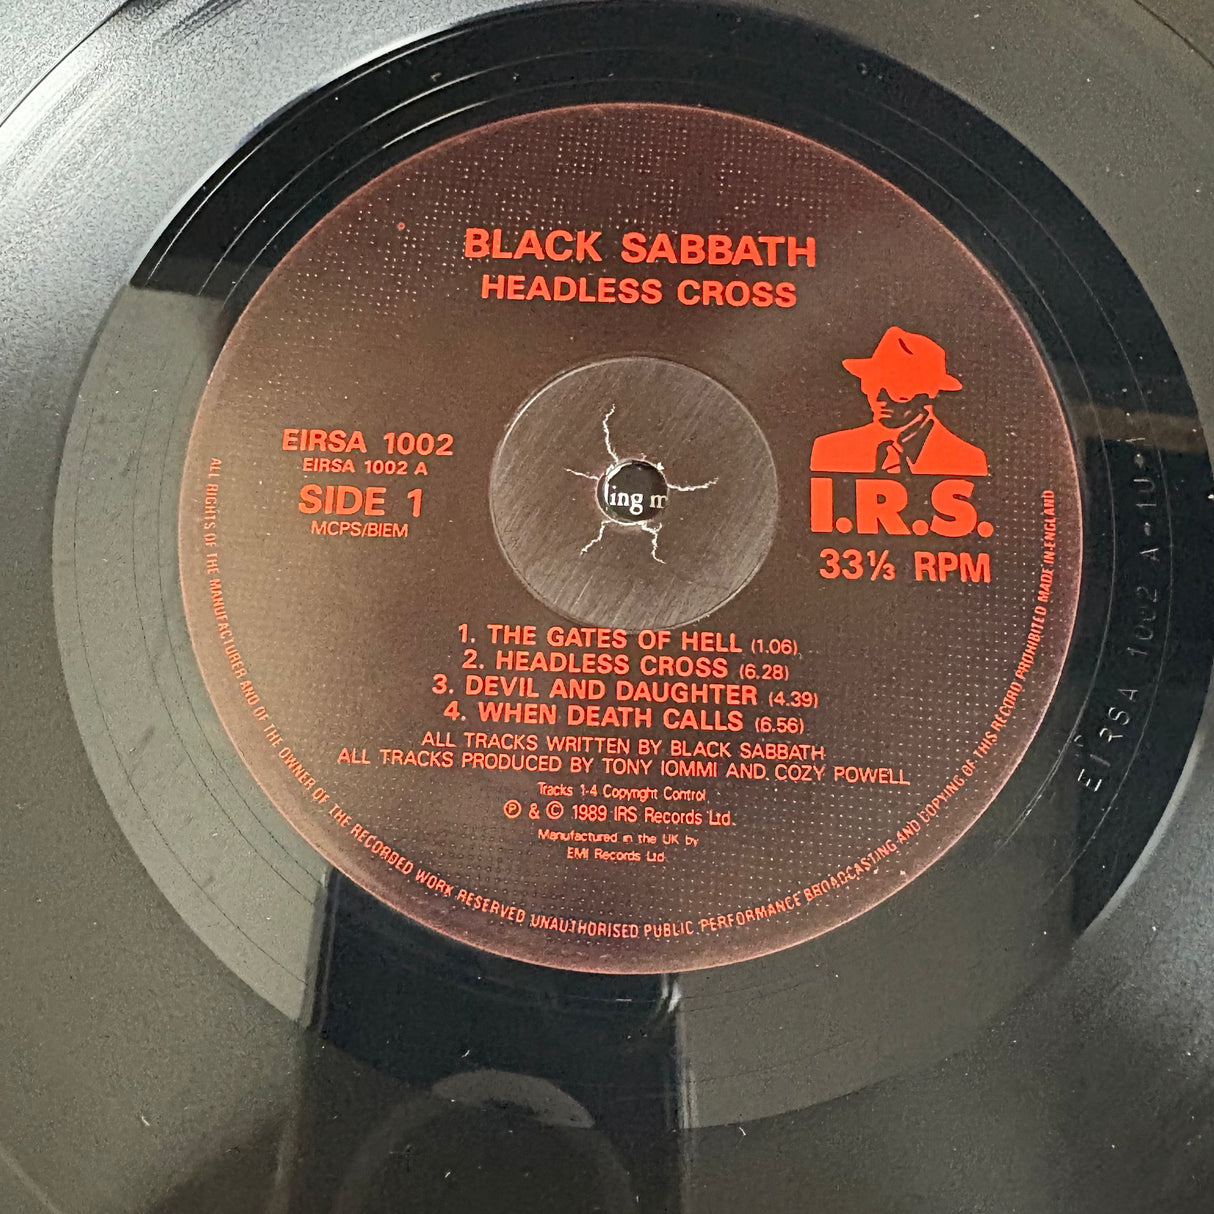 BLACK SABBATH
HEADLESS CROSS
EIRSA 1002
EIRSA 1002 A
SIDE 1
MCPS/BIEM
ing m
I.R.S.
33⅓ RPM
1. THE GATES OF HELL (1.06)
2. HEADLESS CROSS (6.28)
3. DEVIL AND DAUGHTER (4.39)
4. WHEN DEATH CALLS (6.56)
ALL TRACKS WRITTEN BY BLACK SABBATH
ALL TRACKS PRODUCED BY TONY IOMMI AND COZY POWELL
Tracks 1-4 Copyright Control
℗ & © 1989 IRS Records Ltd.
Manufactured in the UK by
EMI Records Ltd.
ALL RIGHTS OF THE MANUFACTURER AND OF THE OWNER OF THE RECORDED WORK RESERVED UNAUTHORISED PUBLIC PERFORMANCE BROADCASTING AND COPYING OF THIS RECORD PROHIBITED MADE IN ENGLAND
EIRSA 1002 A-1U-